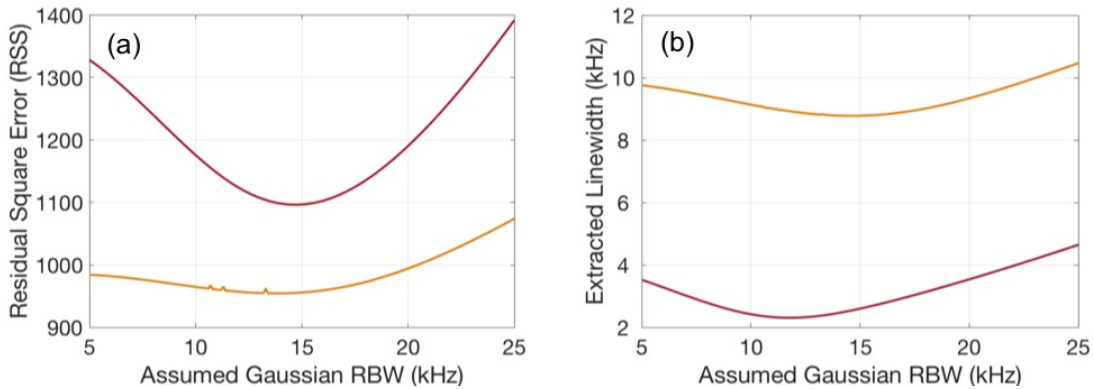 (a)
Residual Square Error (RSS)
1400
1300
1200
1100
1000
900
5 10 15 20 25
Assumed Gaussian RBW (kHz)
(b)
Extracted Linewidth (kHz)
12
10
8
6
4
2
5 10 15 20 25
Assumed Gaussian RBW (kHz)